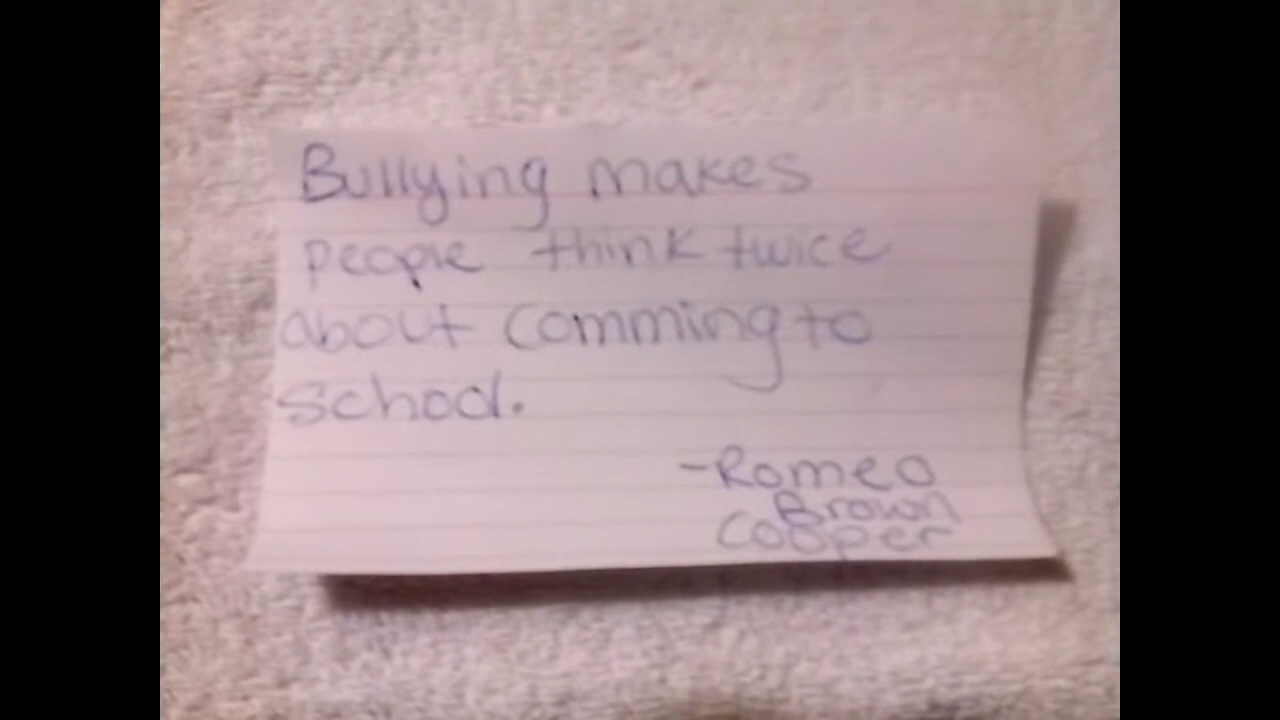 Bullying makes
people think twice
about Comming to
school.
-Romeo
Brown
Cooper